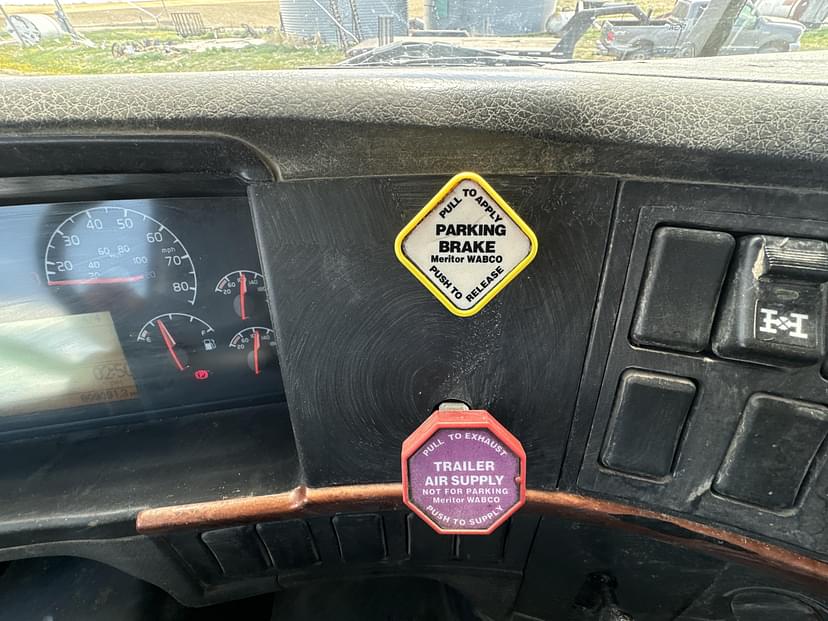 PULL TO APPLY
PARKING
BRAKE
Meritor WABCO
PUSH TO RELEASE
PULL TO EXHAUST
TRAILER
AIR SUPPLY
NOT FOR PARKING
Meritor WABCO
PUSH TO SUPPLY
20 30 40 50 60 70 80
mph